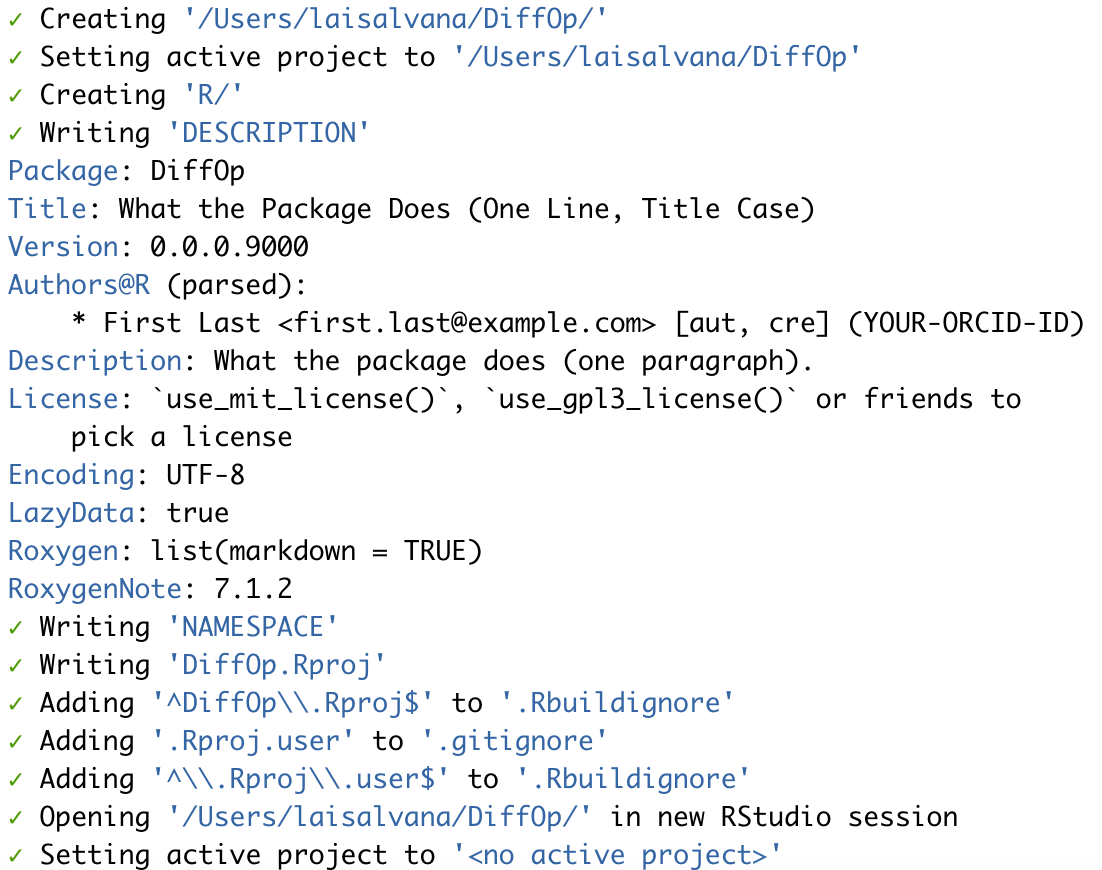 ✓ Creating '/Users/laisalvana/DiffOp/'
✓ Setting active project to '/Users/laisalvana/DiffOp'
✓ Creating 'R/'
✓ Writing 'DESCRIPTION'
Package: DiffOp
Title: What the Package Does (One Line, Title Case)
Version: 0.0.0.9000
Authors@R (parsed):
    * First Last <first.last@example.com> [aut, cre] (YOUR-ORCID-ID)
Description: What the package does (one paragraph).
License: `use_mit_license()`, `use_gpl3_license()` or friends to
    pick a license
Encoding: UTF-8
LazyData: true
Roxygen: list(markdown = TRUE)
RoxygenNote: 7.1.2
✓ Writing 'NAMESPACE'
✓ Writing 'DiffOp.Rproj'
✓ Adding '^DiffOp\\.Rproj$' to '.Rbuildignore'
✓ Adding '.Rproj.user' to '.gitignore'
✓ Adding '^\\.Rproj\\.user$' to '.Rbuildignore'
✓ Opening '/Users/laisalvana/DiffOp/' in new RStudio session
✓ Setting active project to '<no active project>'